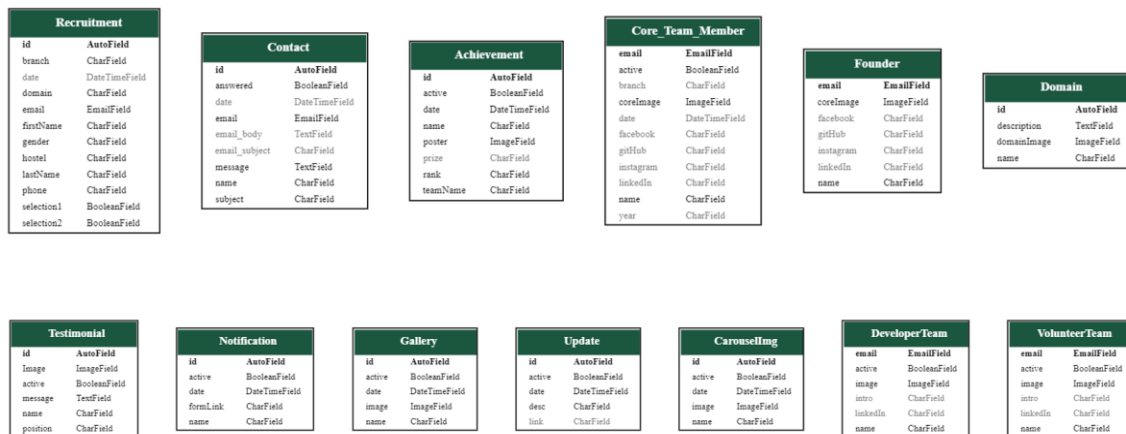 Recruitment
id AutoField
branch CharField
date DateTimeField
domain CharField
email EmailField
firstName CharField
gender CharField
hostel CharField
lastName CharField
phone CharField
selection1 BooleanField
selection2 BooleanField
Contact
id AutoField
answered BooleanField
date DateTimeField
email EmailField
email_body TextField
email_subject CharField
message TextField
name CharField
subject CharField
Achievement
id AutoField
active BooleanField
date DateTimeField
name CharField
poster ImageField
prize CharField
rank CharField
teamName CharField
Core_Team_Member
email EmailField
active BooleanField
branch CharField
coreImage ImageField
date DateTimeField
facebook CharField
gitHub CharField
instagram CharField
linkedIn CharField
name CharField
year CharField
Founder
email EmailField
coreImage ImageField
facebook CharField
gitHub CharField
instagram CharField
linkedIn CharField
name CharField
Domain
id AutoField
description TextField
domainImage ImageField
name CharField
Testimonial
id AutoField
Image ImageField
active BooleanField
message TextField
name CharField
position CharField
Notification
id AutoField
active BooleanField
date DateTimeField
formLink CharField
name CharField
Gallery
id AutoField
active BooleanField
date DateTimeField
image ImageField
name CharField
Update
id AutoField
active BooleanField
date DateTimeField
desc CharField
link CharField
CarouselImg
id AutoField
active BooleanField
date DateTimeField
image ImageField
name CharField
DeveloperTeam
email EmailField
active BooleanField
image ImageField
intro CharField
linkedIn CharField
name CharField
VolunteerTeam
email EmailField
active BooleanField
image ImageField
intro CharField
linkedIn CharField
name CharField